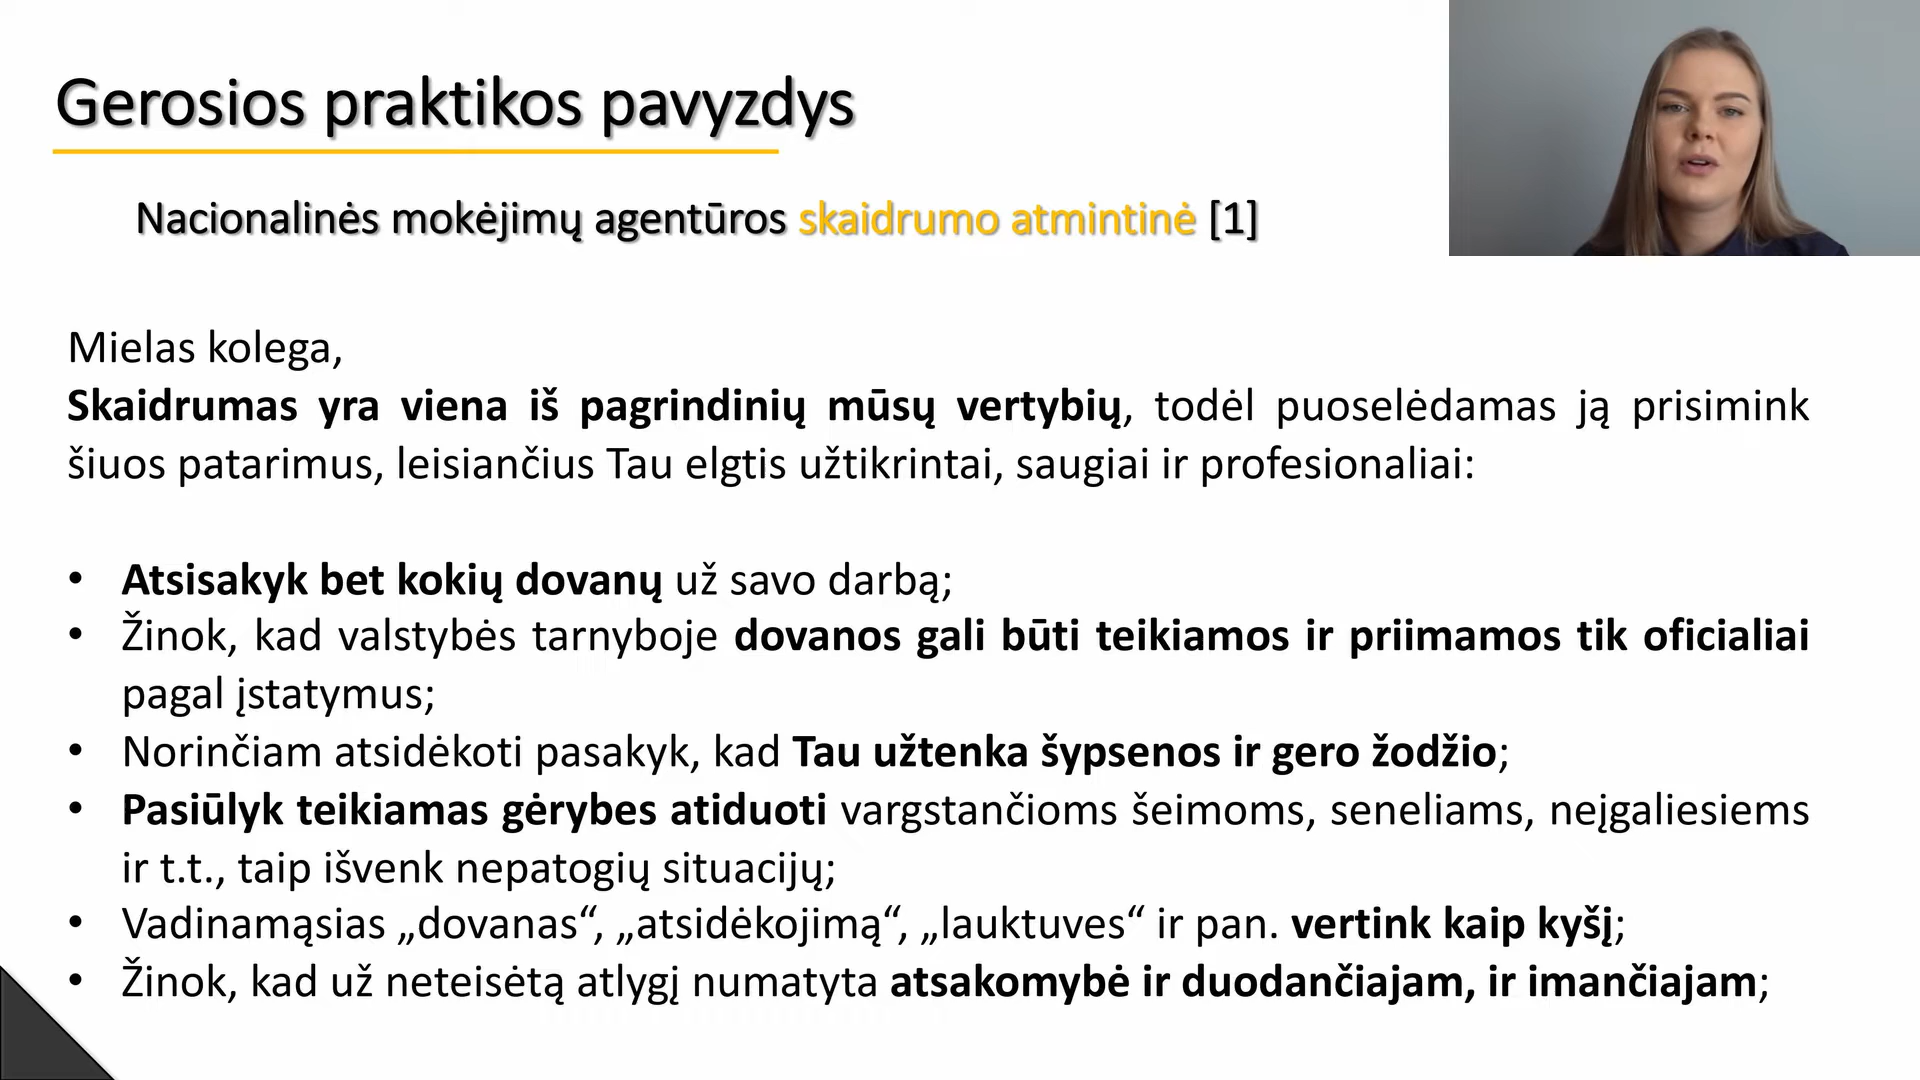 Gerosios praktikos pavyzdys
Nacionalinės mokėjimų agentūros skaidrumo atmintinė [1]
Mielas kolega,
Skaidrumas yra viena iš pagrindinių mūsų vertybių, todėl puoselėdamas ją prisimink
šiuos patarimus, leisiančius Tau elgtis užtikrintai, saugiai ir profesionaliai:
• Atsisakyk bet kokių dovanų už savo darbą;
• Žinok, kad valstybės tarnyboje dovanos gali būti teikiamos ir priimamos tik oficialiai
pagal įstatymus;
• Norinčiam atsidėkoti pasakyk, kad Tau užtenka šypsenos ir gero žodžio;
• Pasiūlyk teikiamas gėrybes atiduoti vargstančioms šeimoms, seneliams, neįgaliesiems
ir t.t., taip išvenk nepatogių situacijų;
• Vadinamąsias „dovanas“, „atsidėkojimą“, „lauktuves“ ir pan. vertink kaip kyšį;
• Žinok, kad už neteisėtą atlygį numatyta atsakomybė ir duodančiajam, ir imančiajam;